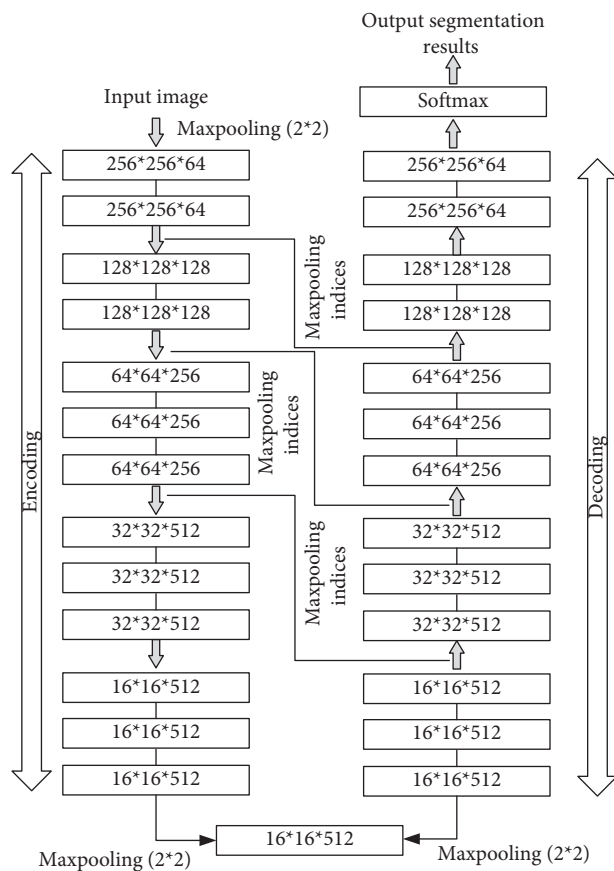 Output segmentation
results
Softmax
Input image
Maxpooling (2*2)
Encoding
256*256*64
256*256*64
128*128*128
128*128*128
64*64*256
64*64*256
64*64*256
32*32*512
32*32*512
32*32*512
16*16*512
16*16*512
16*16*512
Maxpooling (2*2)
16*16*512
Maxpooling (2*2)
Maxpooling
indices
Maxpooling
indices
Maxpooling
indices
256*256*64
256*256*64
128*128*128
128*128*128
64*64*256
64*64*256
64*64*256
32*32*512
32*32*512
32*32*512
16*16*512
16*16*512
16*16*512
Decoding